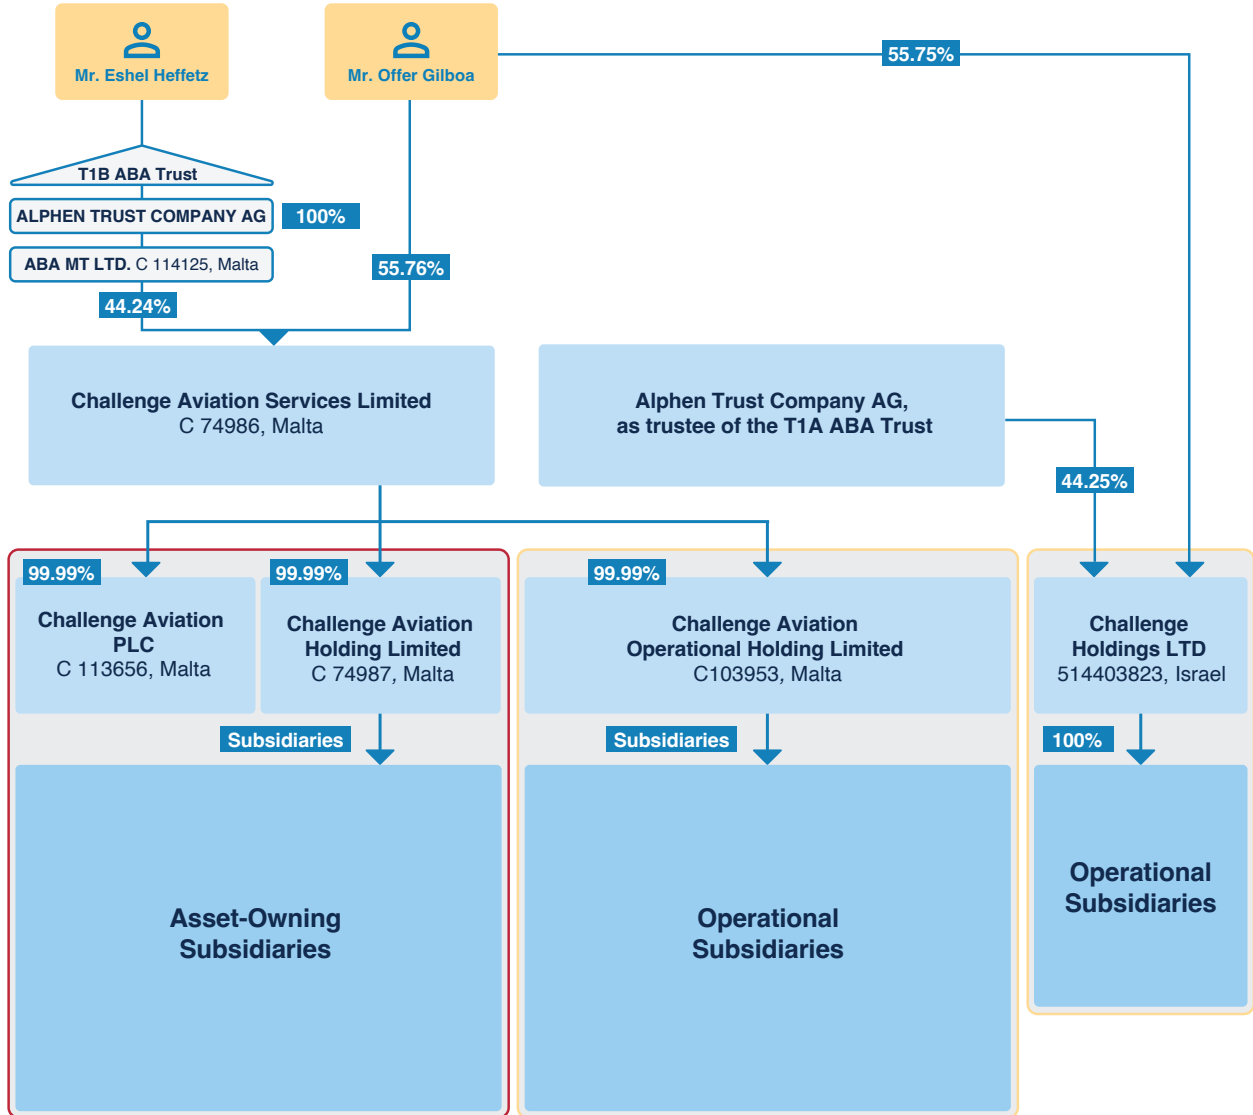 Mr. Eshel Heffetz
Mr. Offer Gilboa
55.75%
T1B ABA Trust
ALPHEN TRUST COMPANY AG
100%
ABA MT LTD. C 114125, Malta
55.76%
44.24%
Challenge Aviation Services Limited
C 74986, Malta
Alphen Trust Company AG,
as trustee of the T1A ABA Trust
44.25%
99.99%
Challenge Aviation
PLC
C 113656, Malta
99.99%
Challenge Aviation
Holding Limited
C 74987, Malta
99.99%
Challenge Aviation
Operational Holding Limited
C103953, Malta
Challenge
Holdings LTD
514403823, Israel
Subsidiaries
Subsidiaries
100%
Asset-Owning
Subsidiaries
Operational
Subsidiaries
Operational
Subsidiaries